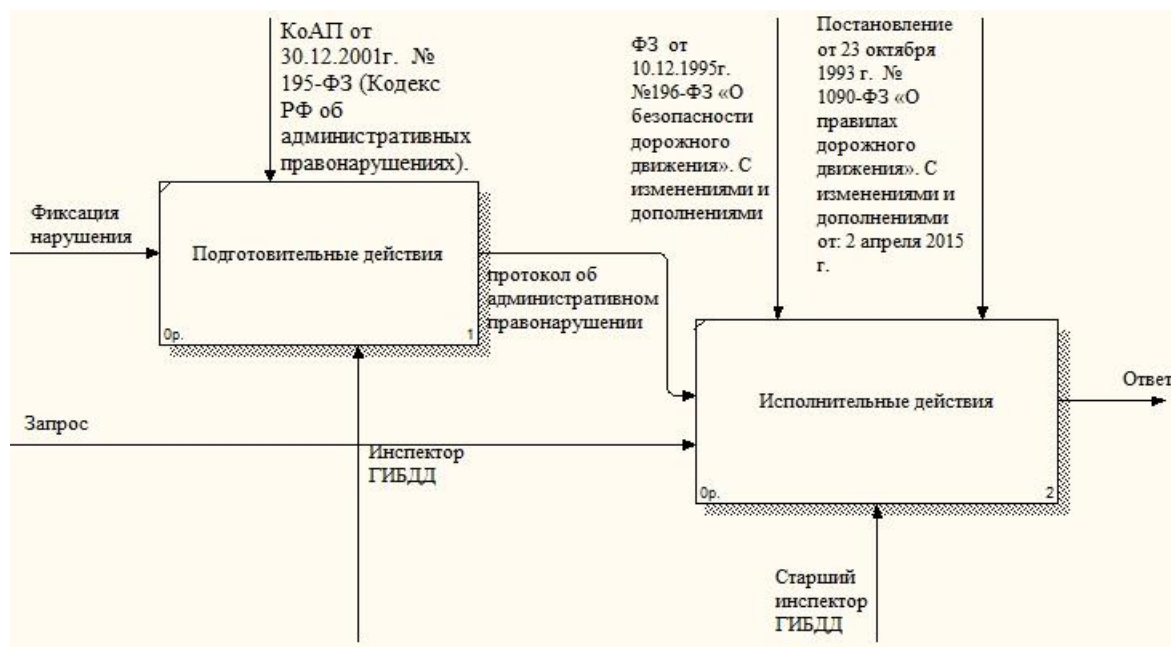 КоАП от
30.12.2001г. №
195-ФЗ (Кодекс
РФ об
административных
правонарушениях).
ФЗ от
10.12.1995г.
№196-ФЗ «О
безопасности
дорожного
движения». С
изменениями и
дополнениями
Постановление
от 23 октября
1993 г. №
1090-ФЗ «О
правилах
дорожного
движения». С
изменениями и
дополнениями
от: 2 апреля 2015
г.
Фиксация
нарушения
Подготовительные действия
0р.
1
протокол об
административном
правонарушении
Исполнительные действия
0р.
2
Ответ
Запрос
Инспектор
ГИБДД
Старший
инспектор
ГИБДД